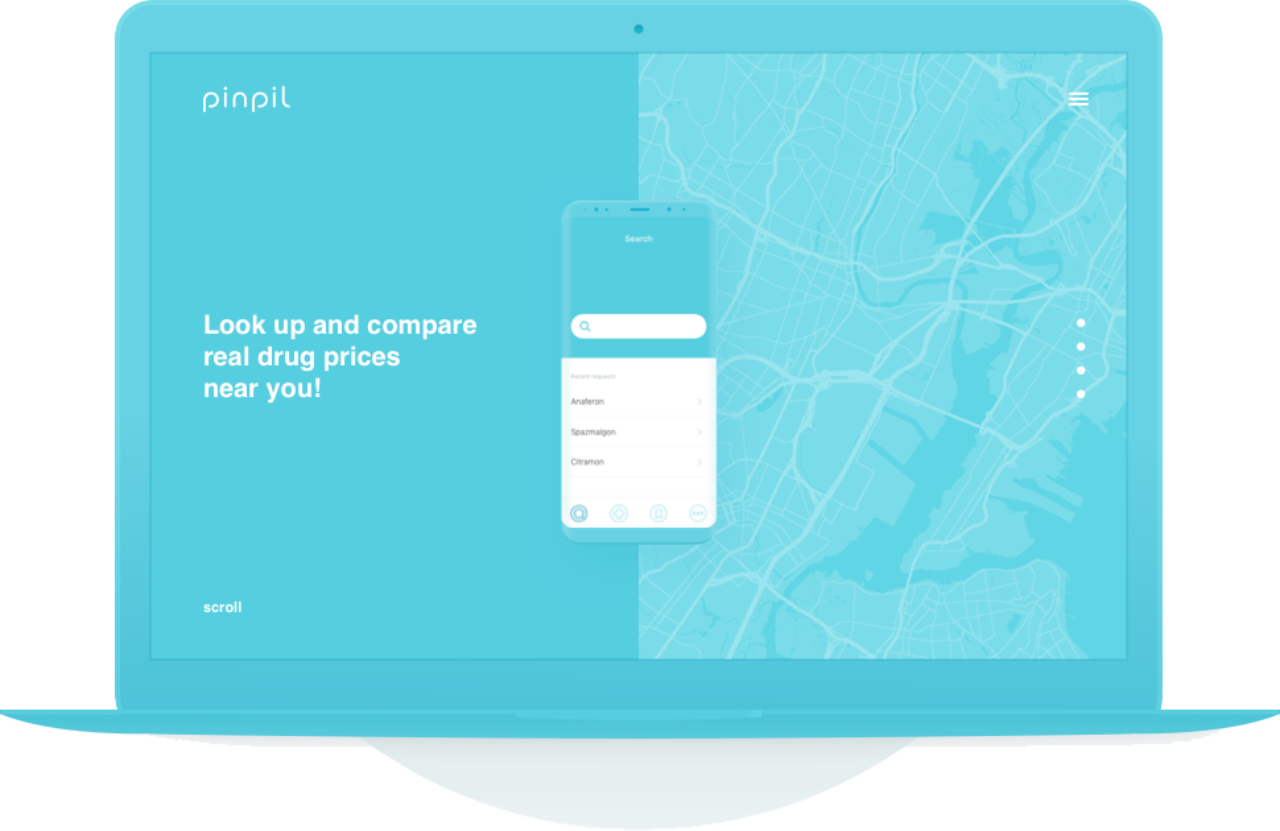 pinpil
Search
Look up and compare
real drug prices
near you!
Recent requests
Anaferon
Spazmalgon
Citramon
scroll